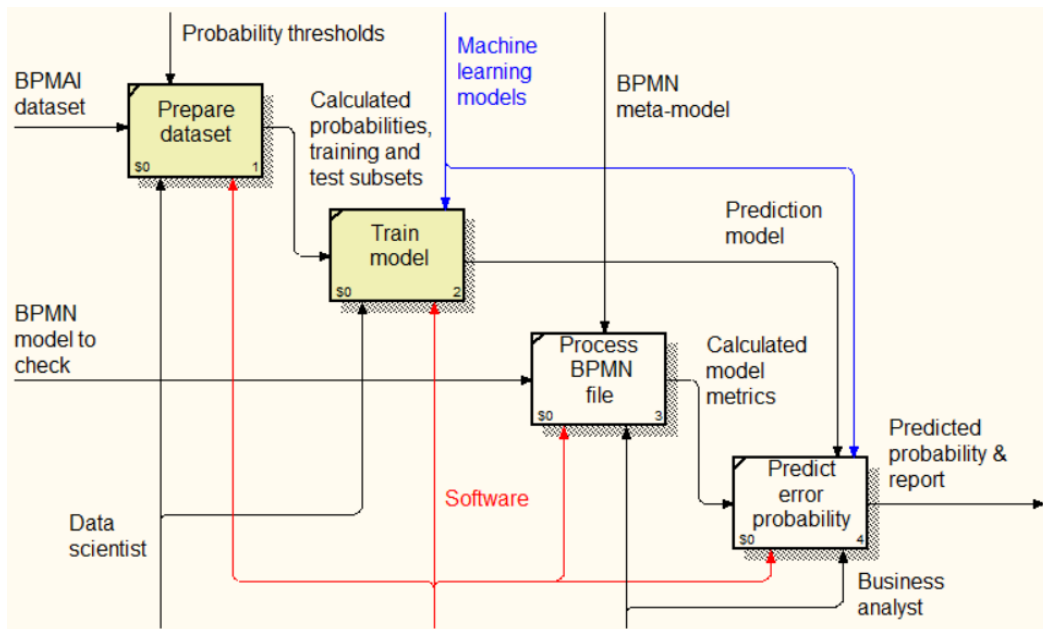 Probability thresholds
BPMAI
dataset
Prepare
dataset
$0
1
Machine
learning
models
BPMN
meta-model
Calculated
probabilities,
training and
test subsets
Train
model
$0
2
Prediction
model
BPMN
model to
check
Process
BPMN
file
$0
3
Calculated
model
metrics
Predict
error
probability
$0
4
Predicted
probability &
report
Software
Data
scientist
Business
analyst